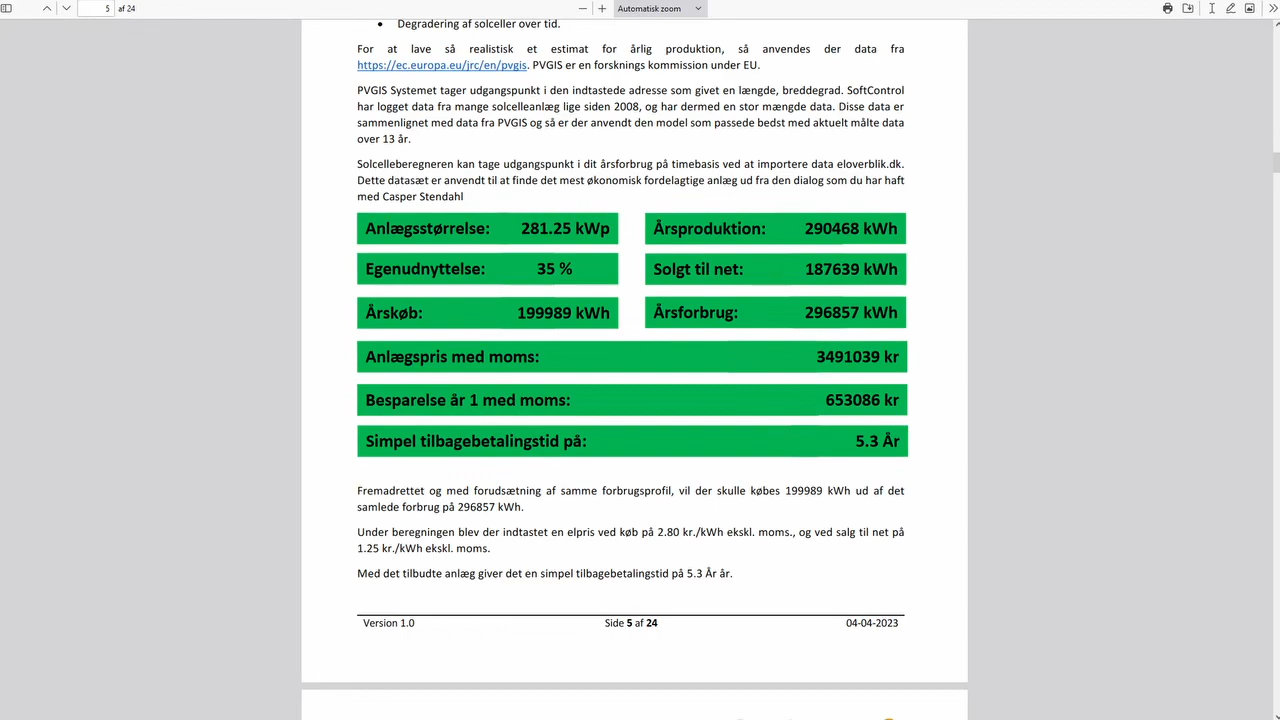 5 af 24
Automatisk zoom
• Degradering af solceller over tid.
For at lave så realistisk et estimat for årlig produktion, så anvendes der data fra
https://ec.europa.eu/jrc/en/pvgis. PVGIS er en forsknings kommission under EU.
PVGIS Systemet tager udgangspunkt i den indtastede adresse som givet en længde, breddegrad. SoftControl
har logget data fra mange solcelleanlæg lige siden 2008, og har dermed en stor mængde data. Disse data er
sammenlignet med data fra PVGIS og så er der anvendt den model som passede bedst med aktuelt målte data
over 13 år.
Solcelleberegneren kan tage udgangspunkt i dit årsforbrug på timebasis ved at importere data eloverblik.dk.
Dette datasæt er anvendt til at finde det mest økonomisk fordelagtige anlæg ud fra den dialog som du har haft
med Casper Stendahl
Anlægsstørrelse: 281.25 kWp
Årsproduktion: 290468 kWh
Egenudnyttelse: 35 %
Solgt til net: 187639 kWh
Årskøb: 199989 kWh
Årsforbrug: 296857 kWh
Anlægspris med moms: 3491039 kr
Besparelse år 1 med moms: 653086 kr
Simpel tilbagebetalingstid på: 5.3 År
Fremadrettet og med forudsætning af samme forbrugsprofil, vil der skulle købes 199989 kWh ud af det
samlede forbrug på 296857 kWh.
Under beregningen blev der indtastet en elpris ved køb på 2.80 kr./kWh ekskl. moms., og ved salg til net på
1.25 kr./kWh ekskl. moms.
Med det tilbudte anlæg giver det en simpel tilbagebetalingstid på 5.3 År år.
Version 1.0 Side 5 af 24 04-04-2023